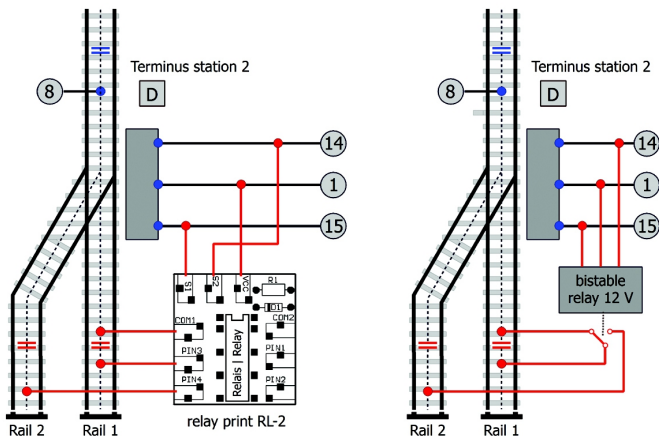 Terminus station 2
8
D
14
1
15
S1
S2
VCC
R1
D1
COM1
COM2
PIN3
PIN1
PIN4
PIN2
Relais | Relay
relay print RL-2
Rail 2
Rail 1
Terminus station 2
8
D
14
1
15
bistable
relay 12 V
Rail 2
Rail 1